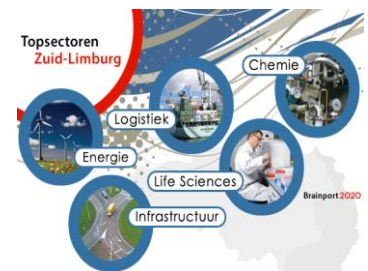 Topsectoren
Zuid-Limburg
Chemie
Logistiek
Energie
Life Sciences
Brainport 2020
Infrastructuur